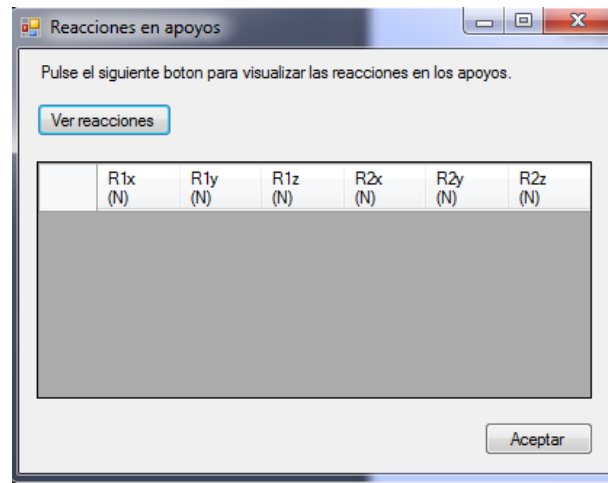 Reacciones en apoyos
Pulse el siguiente boton para visualizar las reacciones en los apoyos.
Ver reacciones
R1x R1y R1z R2x R2y R2z
(N) (N) (N) (N) (N) (N)
Aceptar